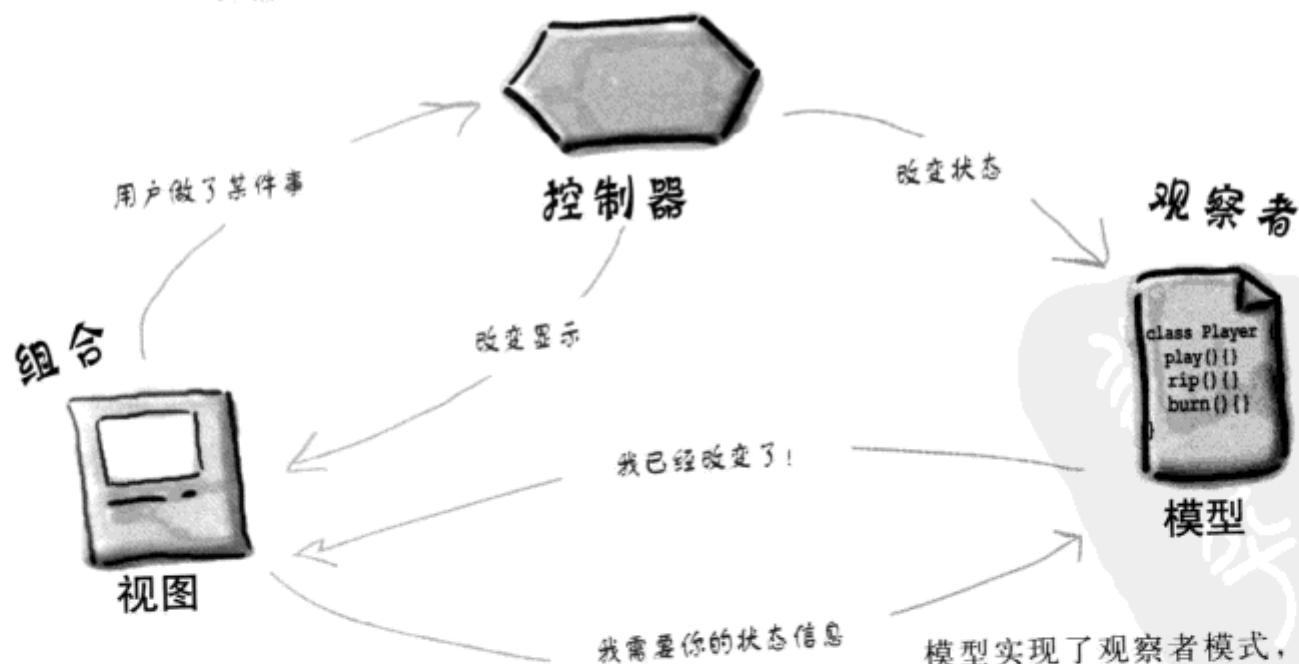 控制器
用户做了某件事
改变状态
观察者
组合
改变显示
class Player {
play(){}
rip(){}
burn(){}
}
我已经改变了!
模型
视图
我需要你的状态信息
模型实现了观察者模式,